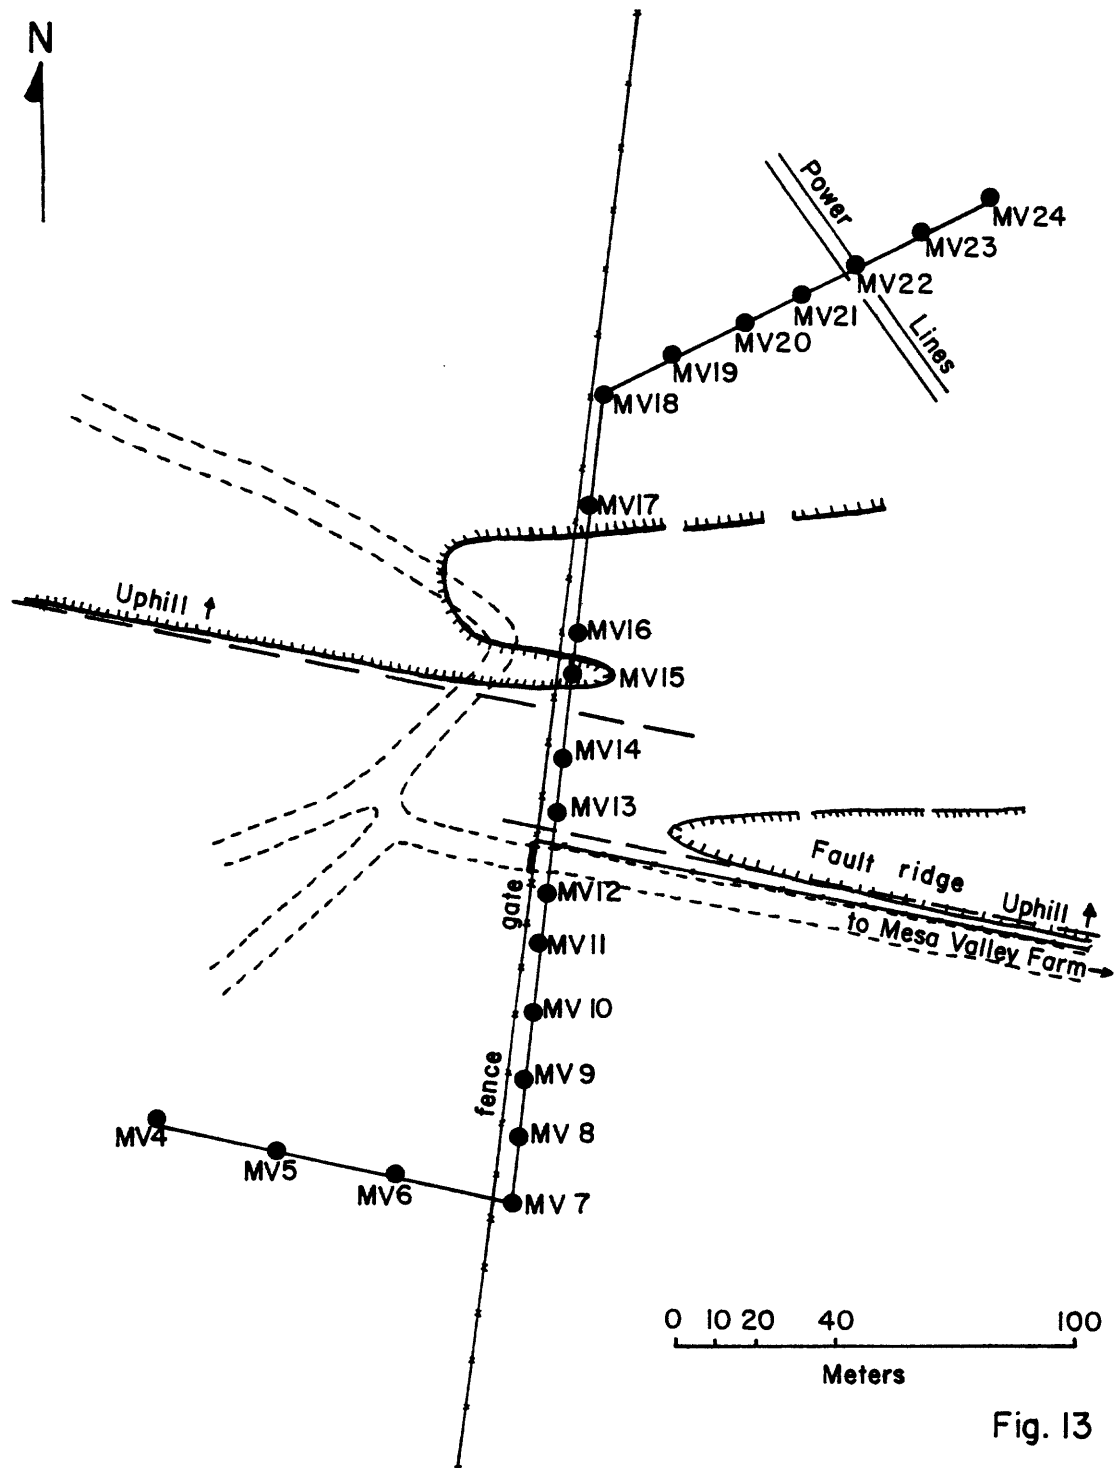 N
Power
MV24
MV23
MV22
MV21
MV20
Lines
MV19
MV18
MV17
Uphill
MV16
MV15
MV14
MV13
Fault ridge
gate
MV12
Uphill
to Mesa Valley Farm
MV11
MV 10
MV 9
fence
MV 8
MV4
MV5
MV6
MV 7
0 10 20 40 100
Meters
Fig. 13